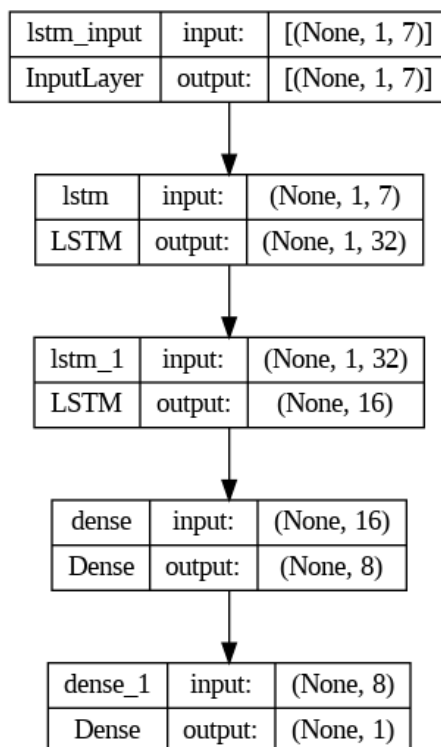 lstm_input input: [(None, 1, 7)]
InputLayer output: [(None, 1, 7)]
lstm input: (None, 1, 7)
LSTM output: (None, 1, 32)
lstm_1 input: (None, 1, 32)
LSTM output: (None, 16)
dense input: (None, 16)
Dense output: (None, 8)
dense_1 input: (None, 8)
Dense output: (None, 1)